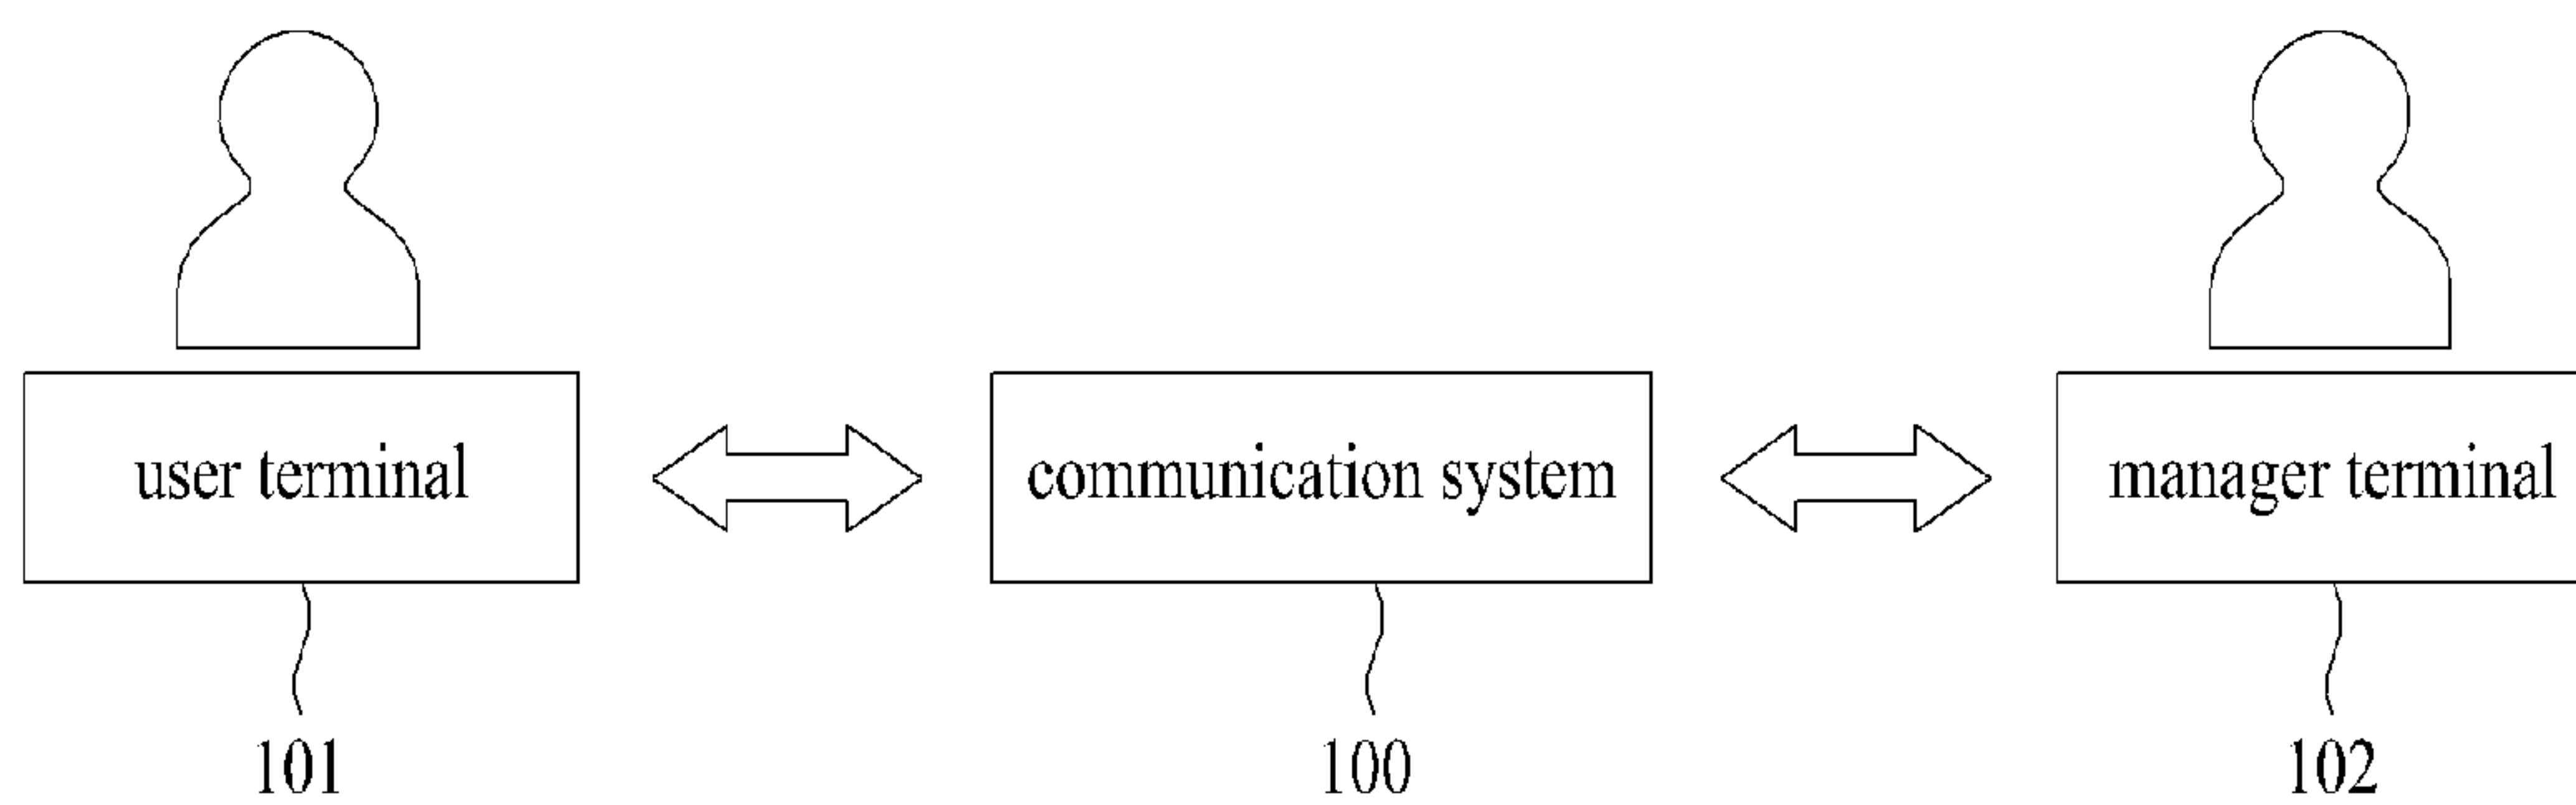 user terminal
communication system
manager terminal
101
100
102